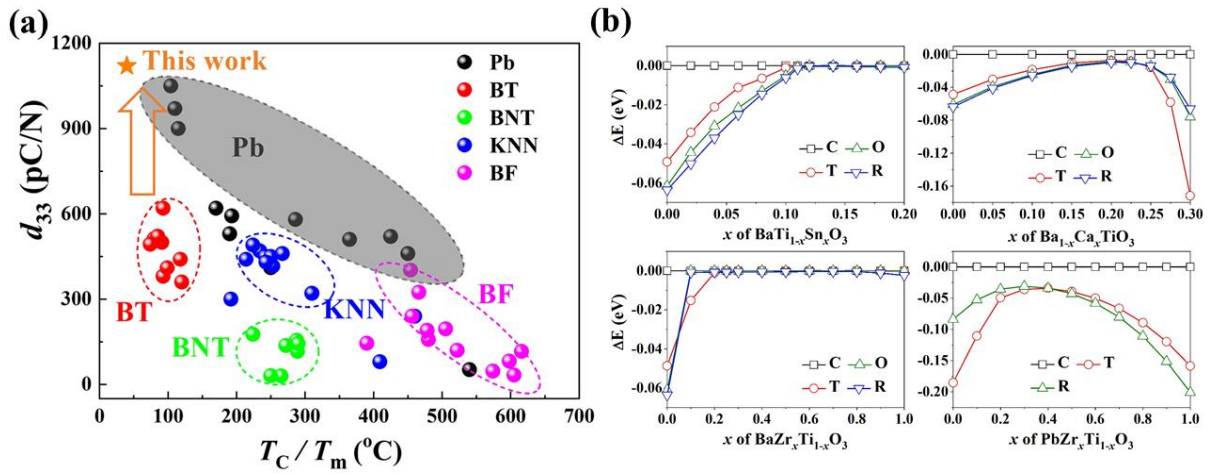 (a)
1200
900
600
300
0
d33 (pC/N)
0 100 200 300 400 500 600 700
TC / Tm (oC)
This work
Pb
BT
BNT
KNN
BF
Pb
BT
KNN
BNT
BF
(b)
0.00
-0.02
-0.04
-0.06
ΔE (eV)
C O
T R
0.00 0.05 0.10 0.15 0.20
x of BaTi1-xSnxO3
0.00
-0.04
-0.08
-0.12
-0.16
C O
T R
0.00 0.05 0.10 0.15 0.20 0.25 0.30
x of Ba1-xCaxTiO3
0.00
-0.02
-0.04
-0.06
ΔE (eV)
C O
T R
0.0 0.2 0.4 0.6 0.8 1.0
x of BaZrxTi1-xO3
0.00
-0.05
-0.10
-0.15
-0.20
C T
R
0.0 0.2 0.4 0.6 0.8 1.0
x of PbZrxTi1-xO3